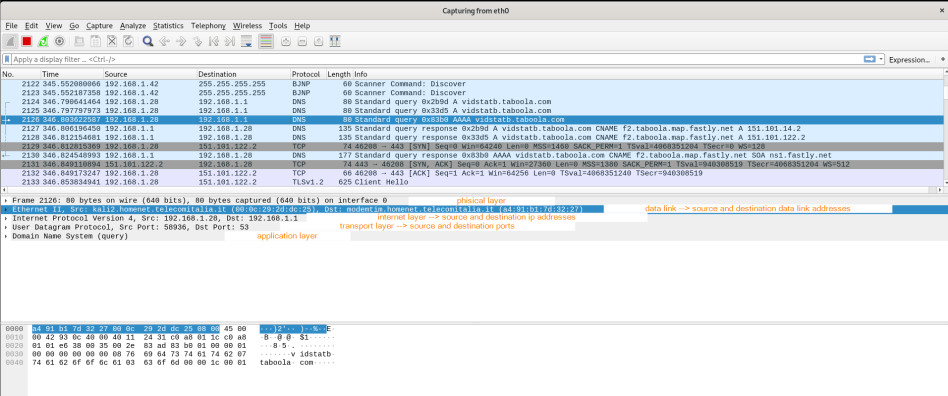 Capturing from eth0
File Edit View Go Capture Analyze Statistics Telephony Wireless Tools Help
Apply a display filter ... <Ctrl-/>
Expression...
No. Time Source Destination Protocol Length Info
2122 345.552080066 192.168.1.42 255.255.255.255 BJNP 60 Scanner Command: Discover
2123 345.552187358 192.168.1.42 255.255.255.255 BJNP 60 Scanner Command: Discover
2124 346.796641464 192.168.1.28 192.168.1.1 DNS 80 Standard query 0x2b9d A vidstatb.taboola.com
2125 346.797797973 192.168.1.28 192.168.1.1 DNS 80 Standard query 0x33d5 A vidstatb.taboola.com
2126 346.803622587 192.168.1.28 192.168.1.1 DNS 80 Standard query 0x83b0 AAAA vidstatb.taboola.com
2127 346.806196450 192.168.1.1 192.168.1.28 DNS 135 Standard query response 0x2b9d A vidstatb.taboola.com CNAME f2.taboola.map.fastly.net A 151.101.14.2
2128 346.812154681 192.168.1.1 192.168.1.28 DNS 135 Standard query response 0x33d5 A vidstatb.taboola.com CNAME f2.taboola.map.fastly.net A 151.101.122.2
2129 346.812815369 192.168.1.28 151.101.122.2 TCP 74 46208 → 443 [SYN] Seq=0 Win=64240 Len=0 MSS=1460 SACK_PERM=1 TSval=4068351204 TSecr=0 WS=128
2130 346.824548993 192.168.1.1 192.168.1.28 DNS 177 Standard query response 0x83b0 AAAA vidstatb.taboola.com CNAME f2.taboola.map.fastly.net SOA ns1.fastly.net
2131 346.849110894 151.101.122.2 192.168.1.28 TCP 74 443 → 46208 [SYN, ACK] Seq=0 Ack=1 Win=27360 Len=0 MSS=1380 SACK_PERM=1 TSval=940308519 TSecr=4068351204 WS=512
2132 346.849173247 192.168.1.28 151.101.122.2 TCP 66 46208 → 443 [ACK] Seq=1 Ack=1 Win=64256 Len=0 TSval=4068351240 TSecr=940308519
2133 346.853834941 192.168.1.28 151.101.122.2 TLSv1.2 625 Client Hello
Frame 2126: 80 bytes on wire (640 bits), 80 bytes captured (640 bits) on interface 0 phisical layer
Ethernet II, Src: kali2.homenet.telecomitalia.it (00:0c:29:2d:dc:25), Dst: modemtim.homenet.telecomitalia.it (a4:91:b1:7d:32:27) data link --> source and destination data link addresses
Internet Protocol Version 4, Src: 192.168.1.28, Dst: 192.168.1.1 internet layer --> source and destination ip addresses
User Datagram Protocol, Src Port: 58936, Dst Port: 53 transport layer --> source and destination ports
Domain Name System (query) application layer
0000 a4 91 b1 7d 32 27 00 0c 29 2d dc 25 08 00 45 00 ···}2'·· )-·%··E·
0010 00 42 93 0c 40 00 40 11 24 31 c0 a8 01 1c c0 a8 ·B··@·@· $1······
0020 01 01 e6 38 00 35 00 2e 83 ad 83 b0 01 00 00 01 ···8·5·. ········
0030 00 00 00 00 00 00 08 76 69 64 73 74 61 74 62 07 ·······v idstatb·
0040 74 61 62 6f 6f 6c 61 03 63 6f 6d 00 00 1c 00 01 taboola· com·····